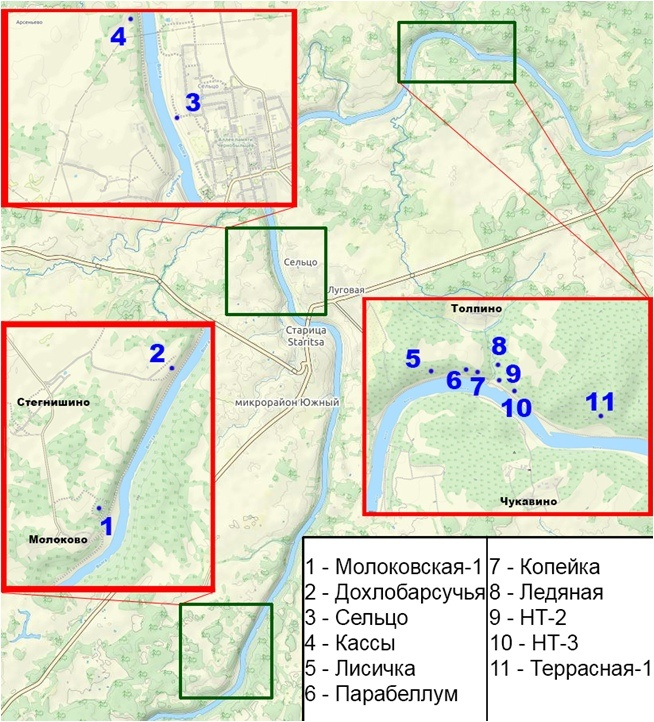 Арсеньево
4
3
Сельцо
Сельцо
Луговая
Старица
Staritsa
микрорайон Южный
2
Стегнишино
1
Молоково
Толпино
5
8
6
7
9
10
11
Чукавино
1 - Молоковская-1
2 - Дохлобарсучья
3 - Сельцо
4 - Кассы
5 - Лисичка
6 - Парабеллум
7 - Копейка
8 - Ледяная
9 - НТ-2
10 - НТ-3
11 - Террасная-1